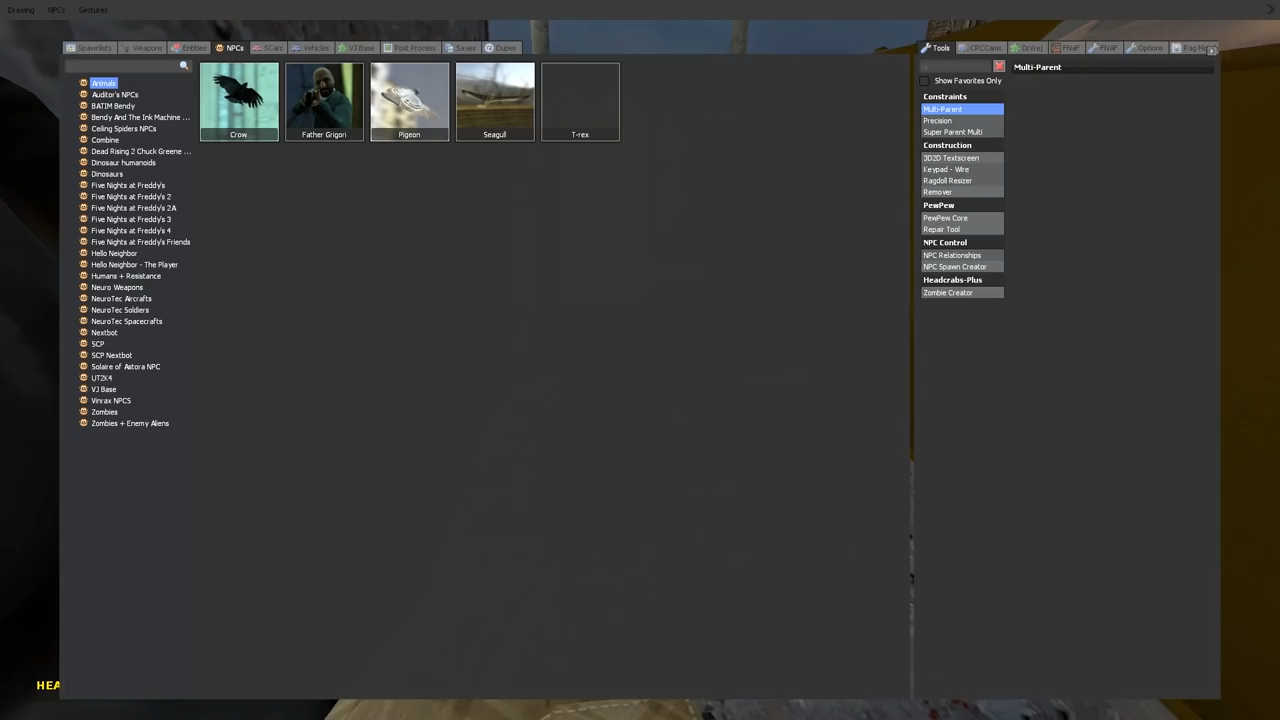 Drawing NPCs Gectures
Spawnlists Weapons Entities NPCs SCars Vehicles VJ Base Post Process Saves Dupes
Tools CPCCams DrVrej FNaF FNAF Options Rag Mo
Multi-Parent
Show Favorites Only
Animals
Auditor's NPCs
BATIM Bendy
Bendy And The Ink Machine ...
Ceiling Spiders NPCs
Combine
Dead Rising 2 Chuck Greene ...
Dinosaur humanoids
Dinosaurs
Five Nights at Freddy's
Five Nights at Freddy's 2
Five Nights at Freddy's 2A
Five Nights at Freddy's 3
Five Nights at Freddy's 4
Five Nights at Freddy's Friends
Hello Neighbor
Hello Neighbor - The Player
Humans + Resistance
Neuro Weapons
NeuroTec Aircrafts
NeuroTec Soldiers
NeuroTec Spacecrafts
Nextbot
SCP
SCP Nextbot
Solaire of Astora NPC
UT2K4
VJ Base
Vinrax NPCS
Zombies
Zombies + Enemy Aliens
Crow
Father Grigori
Pigeon
Seagull
T-rex
Constraints
Multi-Parent
Precision
Super Parent Multi
Construction
3D2D Textscreen
Keypad - Wire
Ragdoll Resizer
Remover
PewPew
PewPew Core
Repair Tool
NPC Control
NPC Relationships
NPC Spawn Creator
Headcrabs-Plus
Zombie Creator
HEA